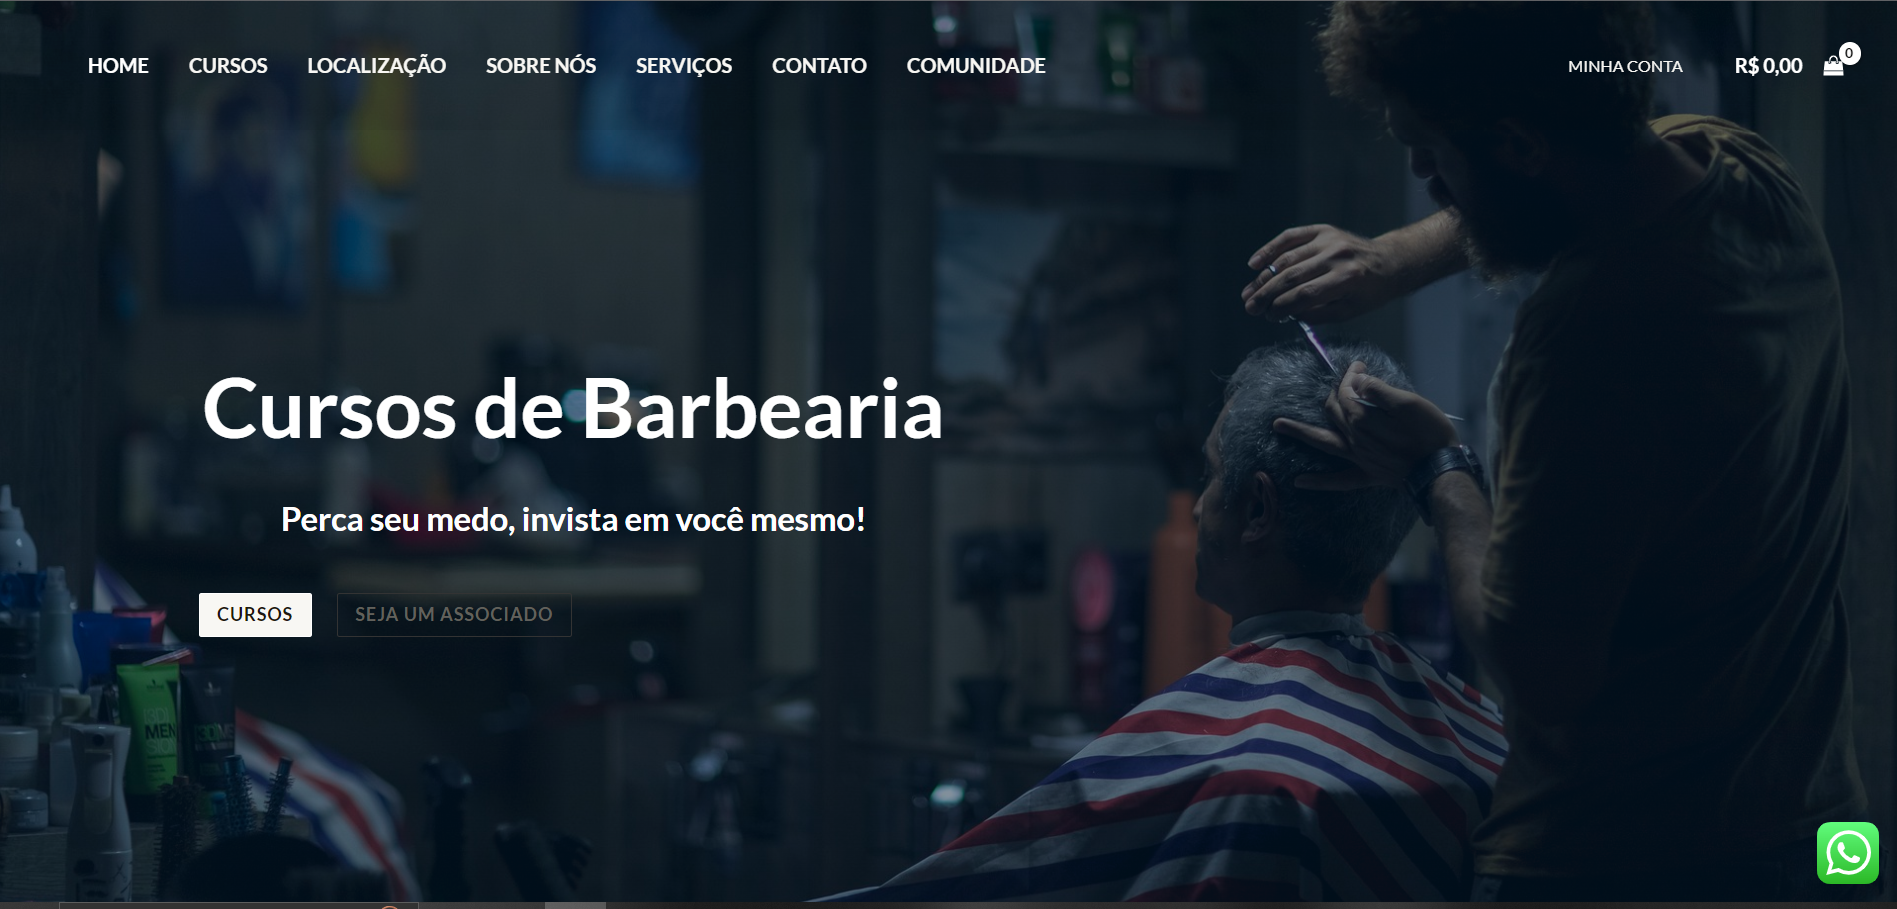 HOME CURSOS LOCALIZAÇÃO SOBRE NÓS SERVIÇOS CONTATO COMUNIDADE MINHA CONTA R$ 0,00 0
Cursos de Barbearia
Perca seu medo, invista em você mesmo!
CURSOS SEJA UM ASSOCIADO
MEN